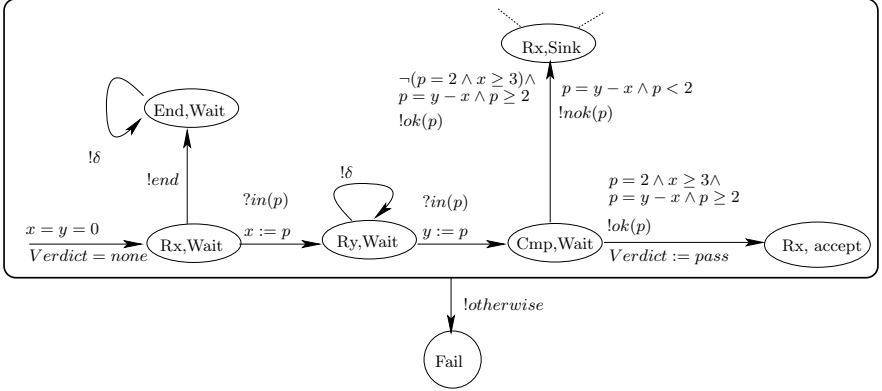 Rx,Sink
¬(p = 2 ∧ x ≥ 3)∧
p = y − x ∧ p ≥ 2
!ok(p)
p = y − x ∧ p < 2
!nok(p)
End,Wait
!δ
!end
?in(p)
x := p
!δ
?in(p)
y := p
p = 2 ∧ x ≥ 3∧
p = y − x ∧ p ≥ 2
!ok(p)
Verdict := pass
x = y = 0
Verdict = none
Rx,Wait
Ry,Wait
Cmp,Wait
Rx, accept
!otherwise
Fail